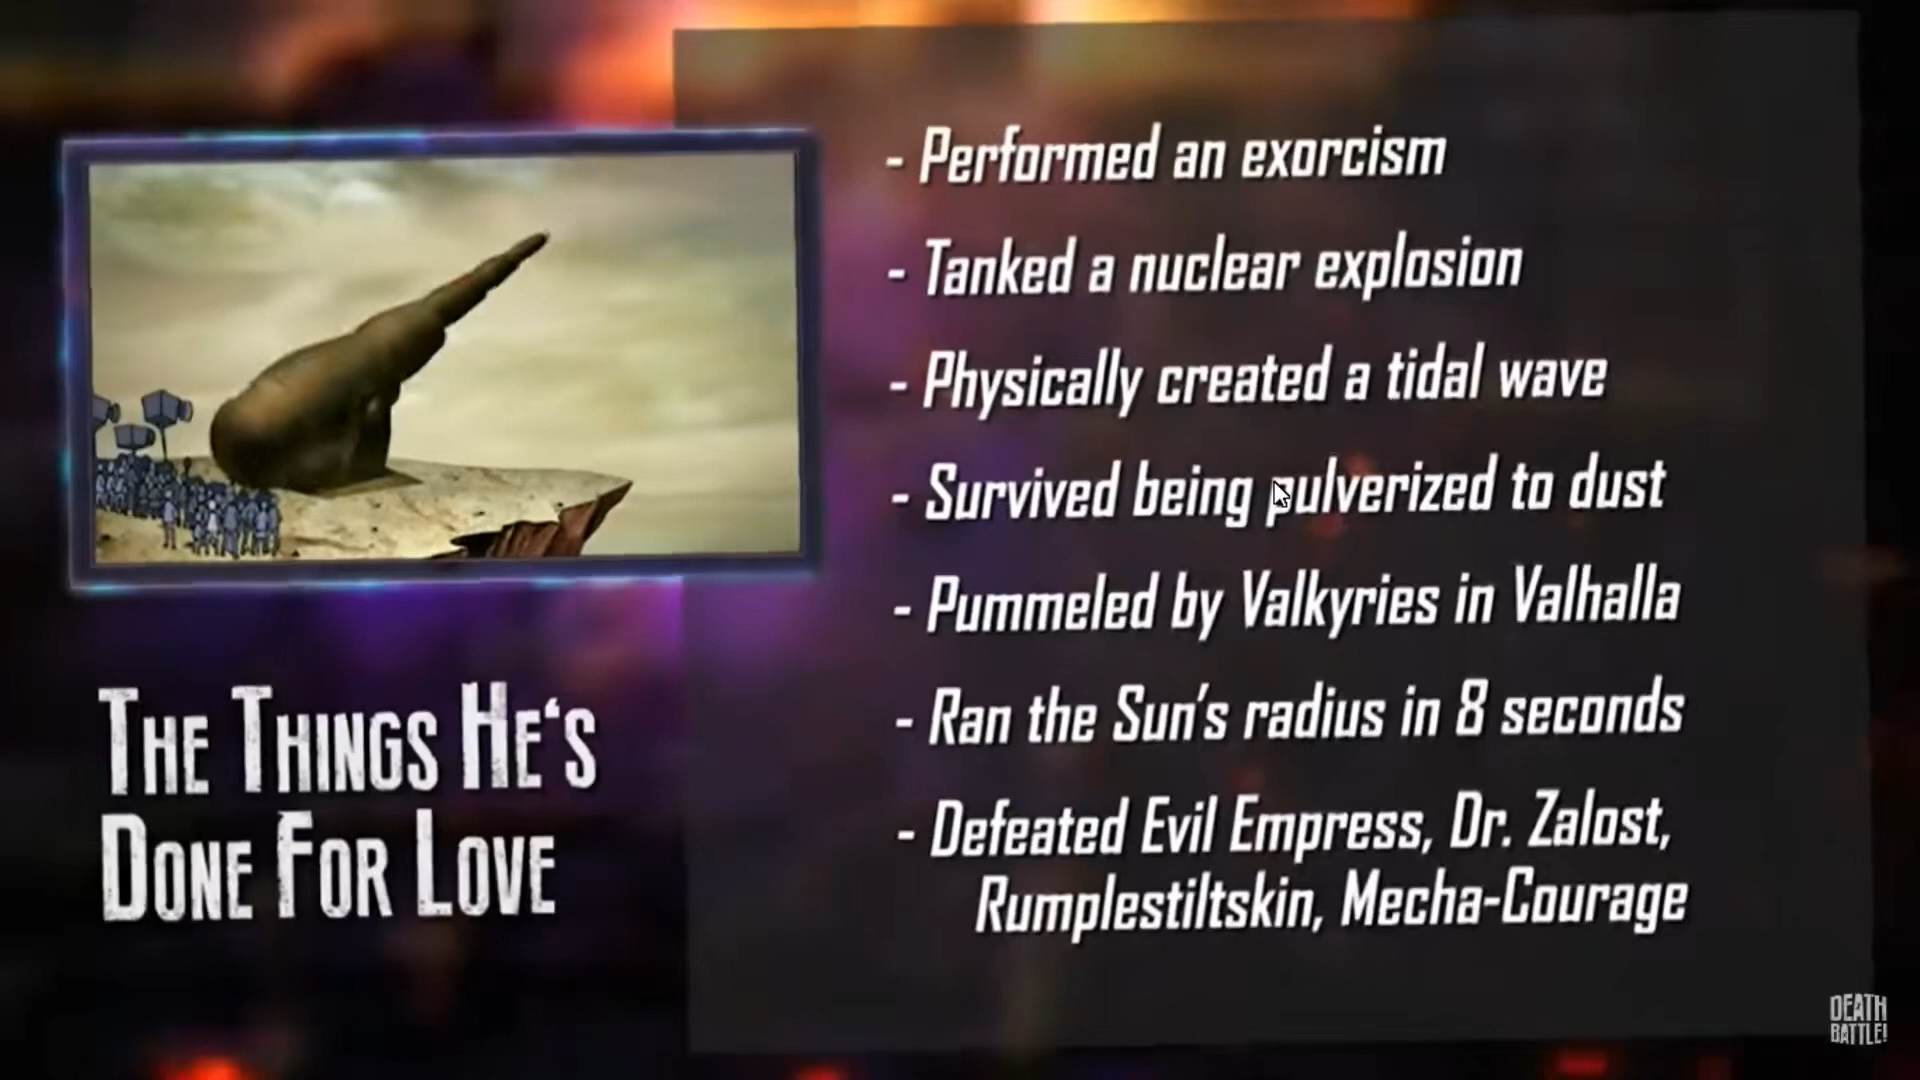 - Performed an exorcism
- Tanked a nuclear explosion
- Physically created a tidal wave
- Survived being pulverized to dust
- Pummeled by Valkyries in Valhalla
- Ran the Sun's radius in 8 seconds
- Defeated Evil Empress, Dr. Zalost,
Rumplestiltskin, Mecha-Courage
THE THINGS HE'S
DONE FOR LOVE
DEATH
BATTLE!